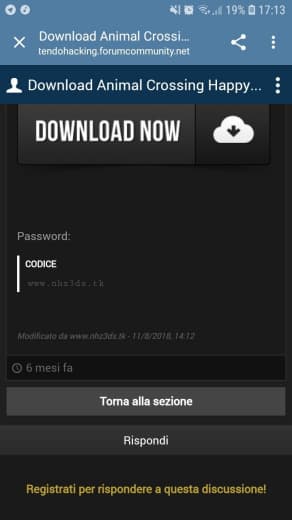 19% 17:13
Download Animal Crossi...
tendohacking.forumcommunity.net
Download Animal Crossing Happy...
DOWNLOAD NOW
Password:
CODICE
www.nhz3ds.tk
Modificato da www.nhz3ds.tk - 11/8/2018, 14:12
6 mesi fa
Torna alla sezione
Rispondi
Registrati per rispondere a questa discussione!